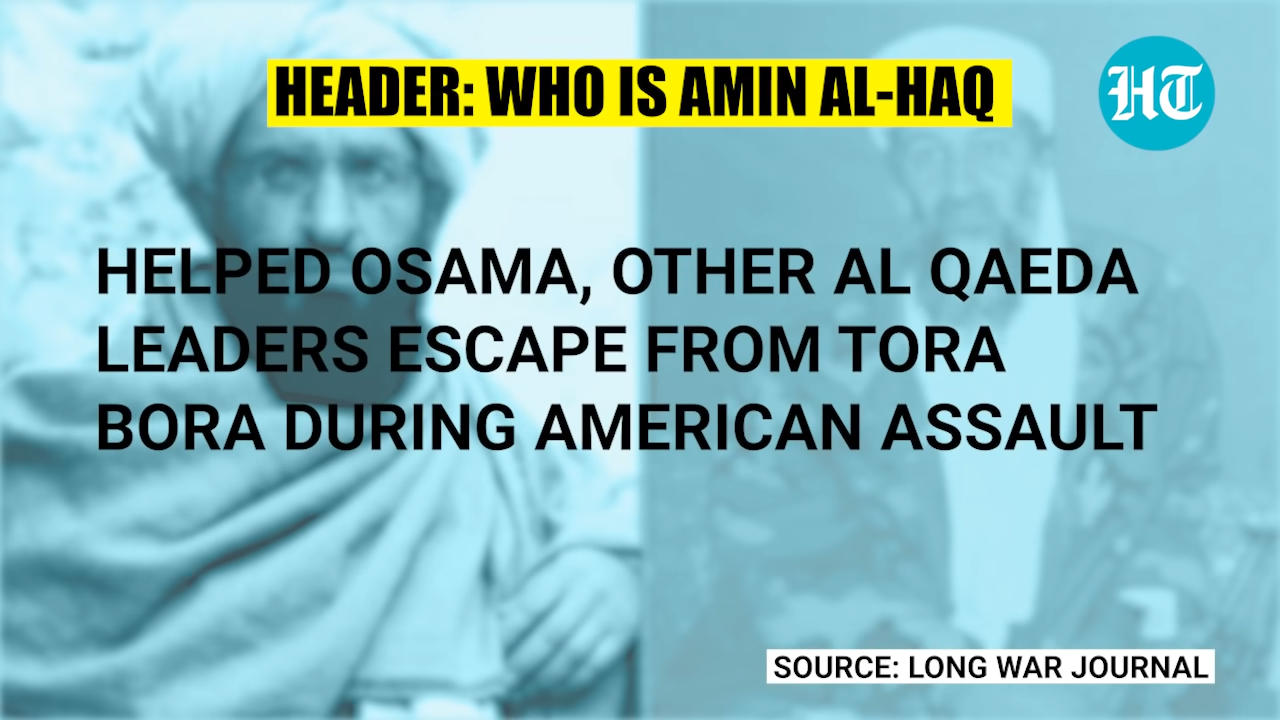 HEADER: WHO IS AMIN AL-HAQ
HT
HELPED OSAMA, OTHER AL QAEDA
LEADERS ESCAPE FROM TORA
BORA DURING AMERICAN ASSAULT
SOURCE: LONG WAR JOURNAL